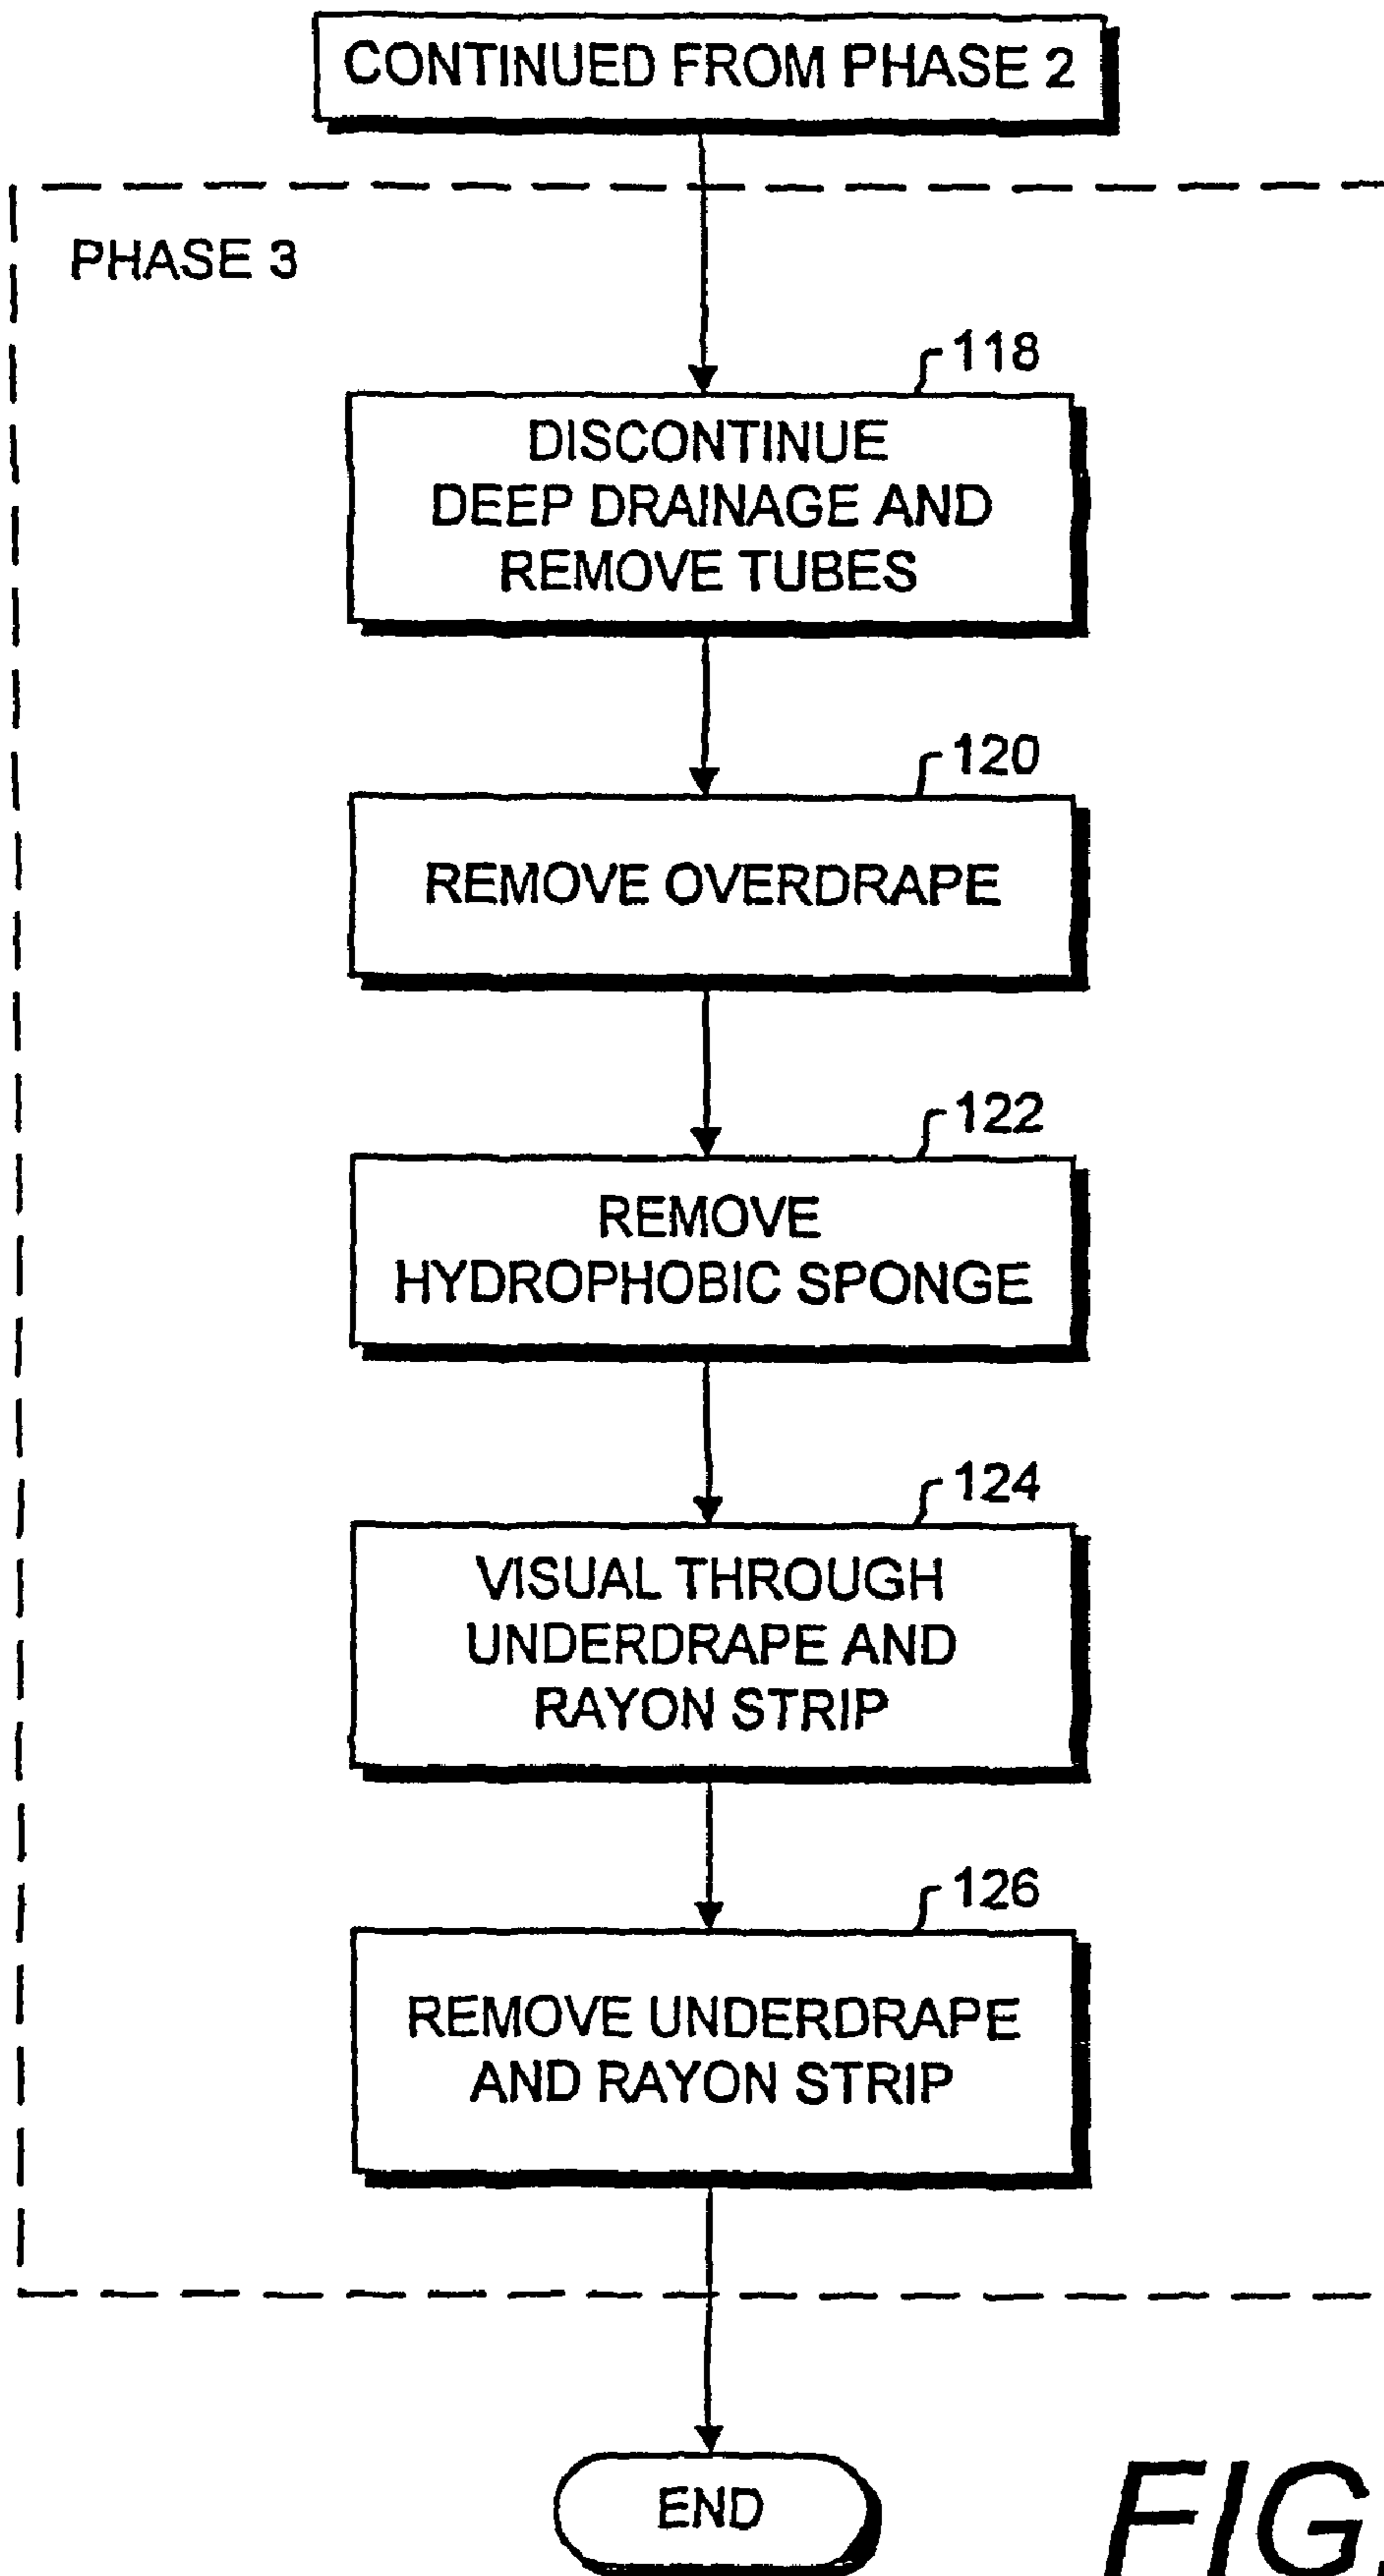 CONTINUED FROM PHASE 2
PHASE 3
118
DISCONTINUE
DEEP DRAINAGE AND
REMOVE TUBES
120
REMOVE OVERDRAPE
122
REMOVE
HYDROPHOBIC SPONGE
124
VISUAL THROUGH
UNDERDRAPE AND
RAYON STRIP
126
REMOVE UNDERDRAPE
AND RAYON STRIP
END
FIG.